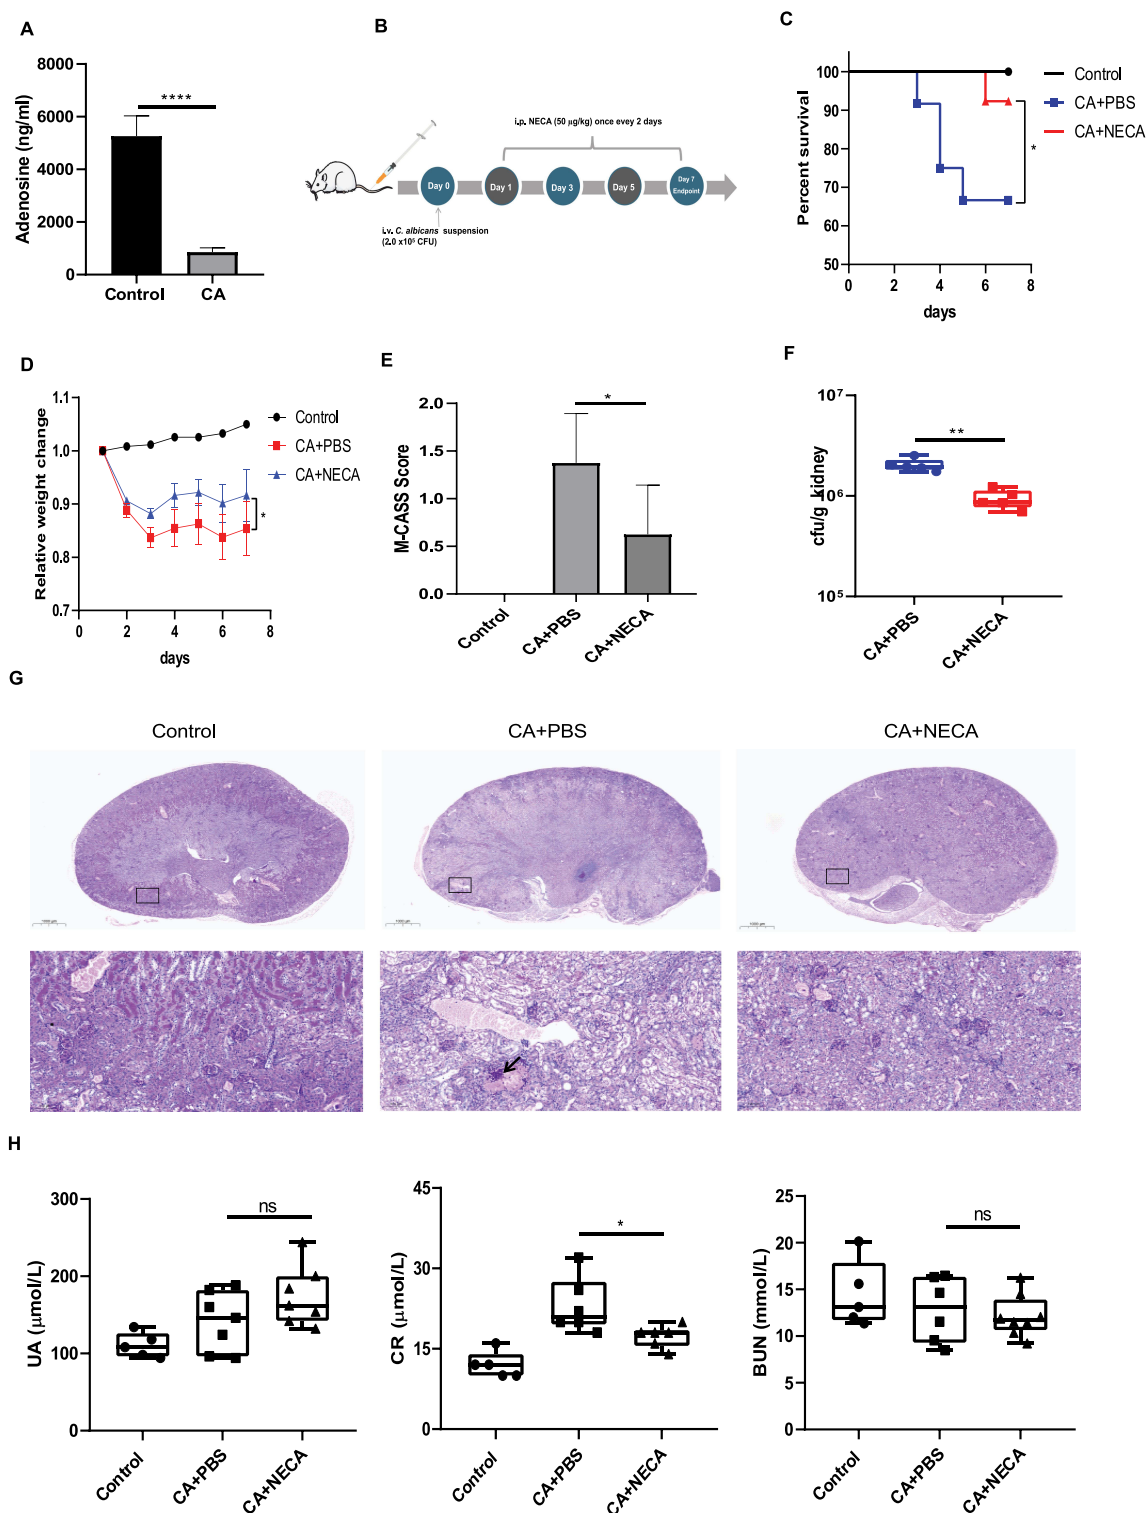 A
Adenosine (ng/ml)
8000
6000
4000
2000
0
****
Control
CA
B
i.p. NECA (50 μg/kg) once evey 2 days
Day 0
Day 1
Day 3
Day 5
Day 7
Endpoint
i.v. C. albicans suspension
(2.0 x10⁵ CFU)
C
Percent survival
100
90
80
70
60
50
0
2
4
6
8
days
Control
CA+PBS
CA+NECA
*
D
Relative weight change
1.1
1.0
0.9
0.8
0.7
0
2
4
6
8
days
Control
CA+PBS
CA+NECA
*
E
M-CASS Score
2.0
1.5
1.0
0.5
0.0
*
Control
CA+PBS
CA+NECA
F
cfu/g kidney
10⁷
10⁶
10⁵
**
CA+PBS
CA+NECA
G
Control
CA+PBS
CA+NECA
1000 μm
1000 μm
1000 μm
H
UA (μmol/L)
300
200
100
0
ns
Control
CA+PBS
CA+NECA
CR (μmol/L)
45
30
15
0
*
Control
CA+PBS
CA+NECA
BUN (mmol/L)
25
20
15
10
5
0
ns
Control
CA+PBS
CA+NECA